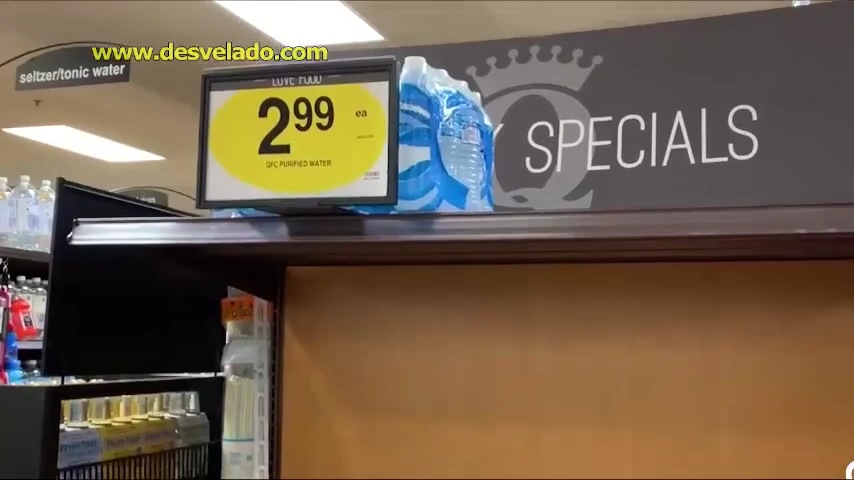 www.desvelado.com
seltzer/tonic water
LOVE FOOD
2.99 ea
QFC PURIFIED WATER
Q
SPECIALS